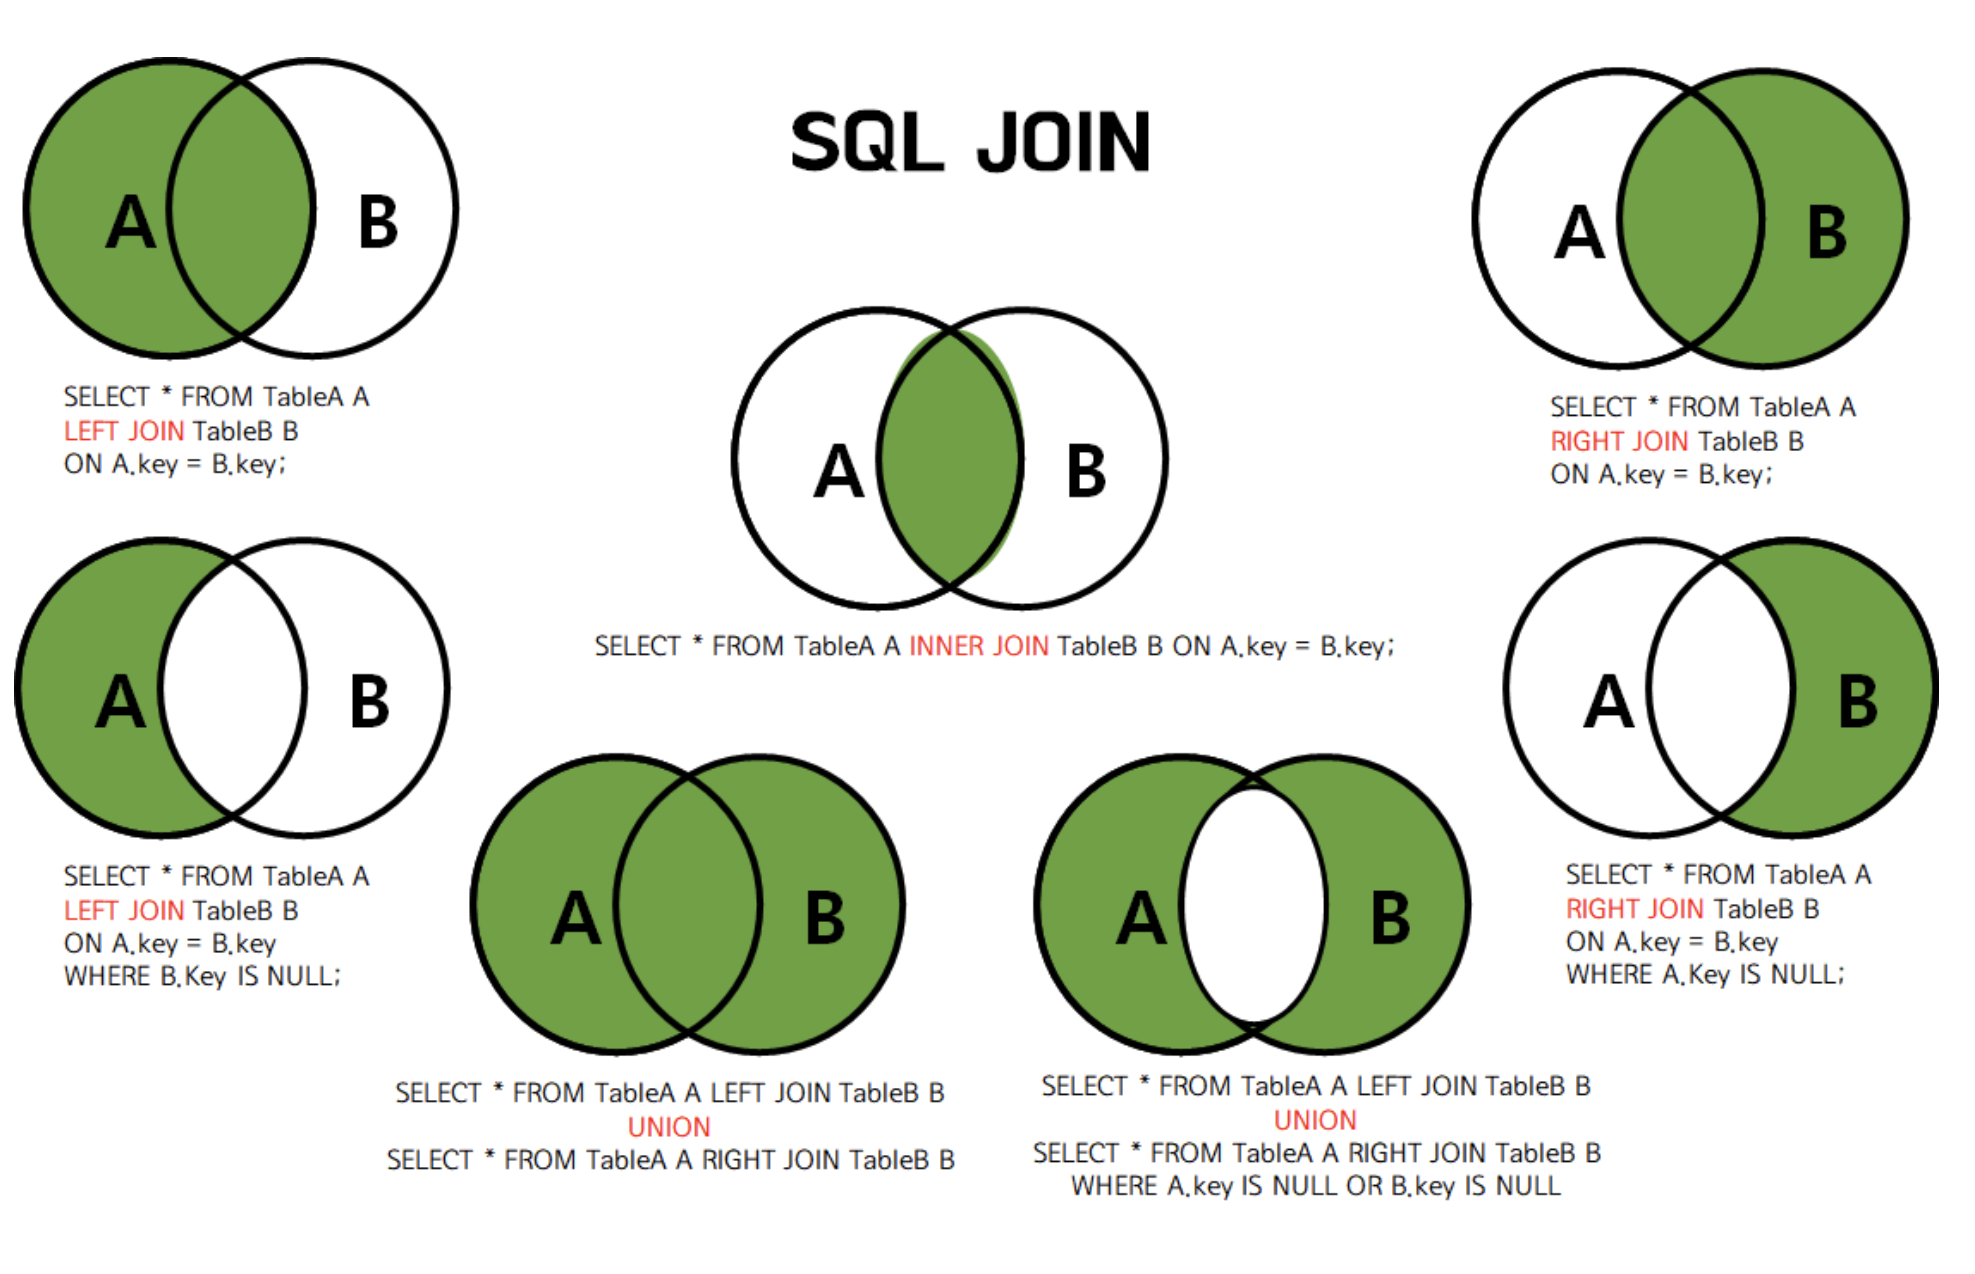 SQL JOIN
A B
SELECT * FROM TableA A
LEFT JOIN TableB B
ON A.key = B.key;
A B
SELECT * FROM TableA A INNER JOIN TableB B ON A.key = B.key;
A B
SELECT * FROM TableA A
RIGHT JOIN TableB B
ON A.key = B.key;
A B
SELECT * FROM TableA A
LEFT JOIN TableB B
ON A.key = B.key
WHERE B.Key IS NULL;
A B
SELECT * FROM TableA A LEFT JOIN TableB B
UNION
SELECT * FROM TableA A RIGHT JOIN TableB B
A B
SELECT * FROM TableA A LEFT JOIN TableB B
UNION
SELECT * FROM TableA A RIGHT JOIN TableB B
WHERE A.key IS NULL OR B.key IS NULL
A B
SELECT * FROM TableA A
RIGHT JOIN TableB B
ON A.key = B.key
WHERE A.Key IS NULL;